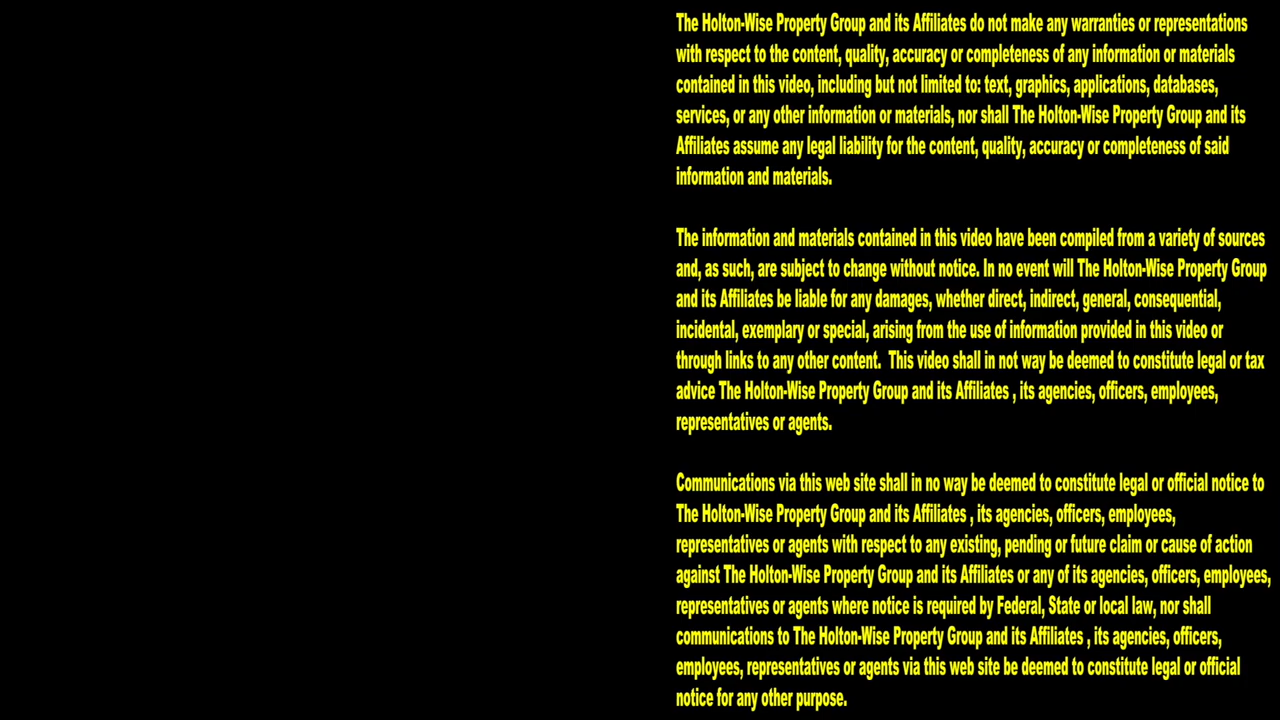 The Holton-Wise Property Group and its Affiliates do not make any warranties or representations
with respect to the content, quality, accuracy or completeness of any information or materials
contained in this video, including but not limited to: text, graphics, applications, databases,
services, or any other information or materials, nor shall The Holton-Wise Property Group and its
Affiliates assume any legal liability for the content, quality, accuracy or completeness of said
information and materials.
The information and materials contained in this video have been compiled from a variety of sources
and, as such, are subject to change without notice. In no event will The Holton-Wise Property Group
and its Affiliates be liable for any damages, whether direct, indirect, general, consequential,
incidental, exemplary or special, arising from the use of information provided in this video or
through links to any other content.  This video shall in not way be deemed to constitute legal or tax
advice The Holton-Wise Property Group and its Affiliates , its agencies, officers, employees,
representatives or agents.
Communications via this web site shall in no way be deemed to constitute legal or official notice to
The Holton-Wise Property Group and its Affiliates , its agencies, officers, employees,
representatives or agents with respect to any existing, pending or future claim or cause of action
against The Holton-Wise Property Group and its Affiliates or any of its agencies, officers, employees,
representatives or agents where notice is required by Federal, State or local law, nor shall
communications to The Holton-Wise Property Group and its Affiliates , its agencies, officers,
employees, representatives or agents via this web site be deemed to constitute legal or official
notice for any other purpose.